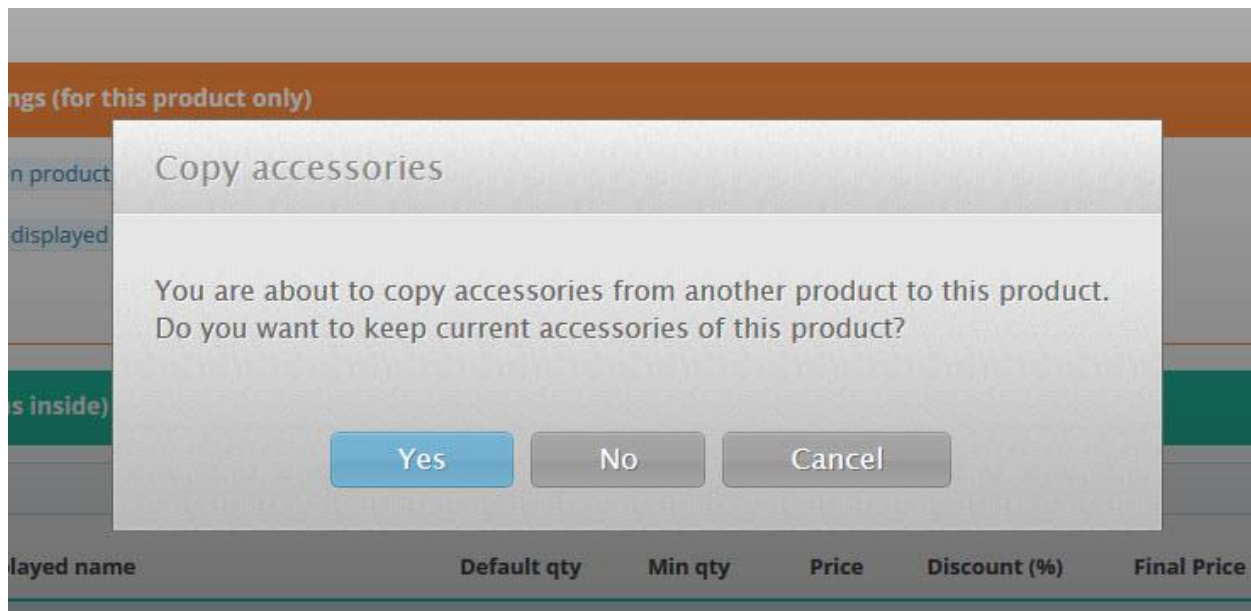 ngs (for this product only)
Copy accessories
n product
displayed
You are about to copy accessories from another product to this product.
Do you want to keep current accessories of this product?
s inside)
Yes No Cancel
layed name Default qty Min qty Price Discount (%) Final Price